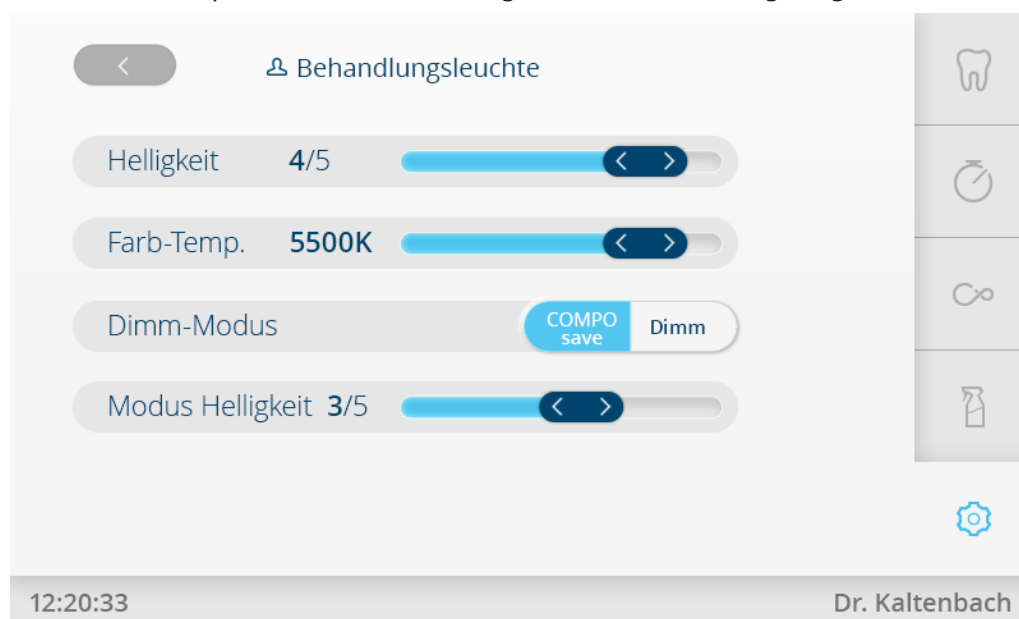 Behandlungsleuchte
Helligkeit 4/5
Farb-Temp. 5500K
Dimm-Modus COMPO save Dimm
Modus Helligkeit 3/5
12:20:33 Dr. Kaltenbach